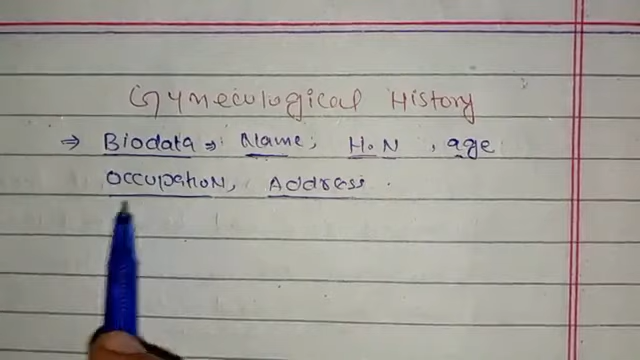 Gynecological History
⇒ Biodata ⇒ Name, H.N, age
Occupation, Address.